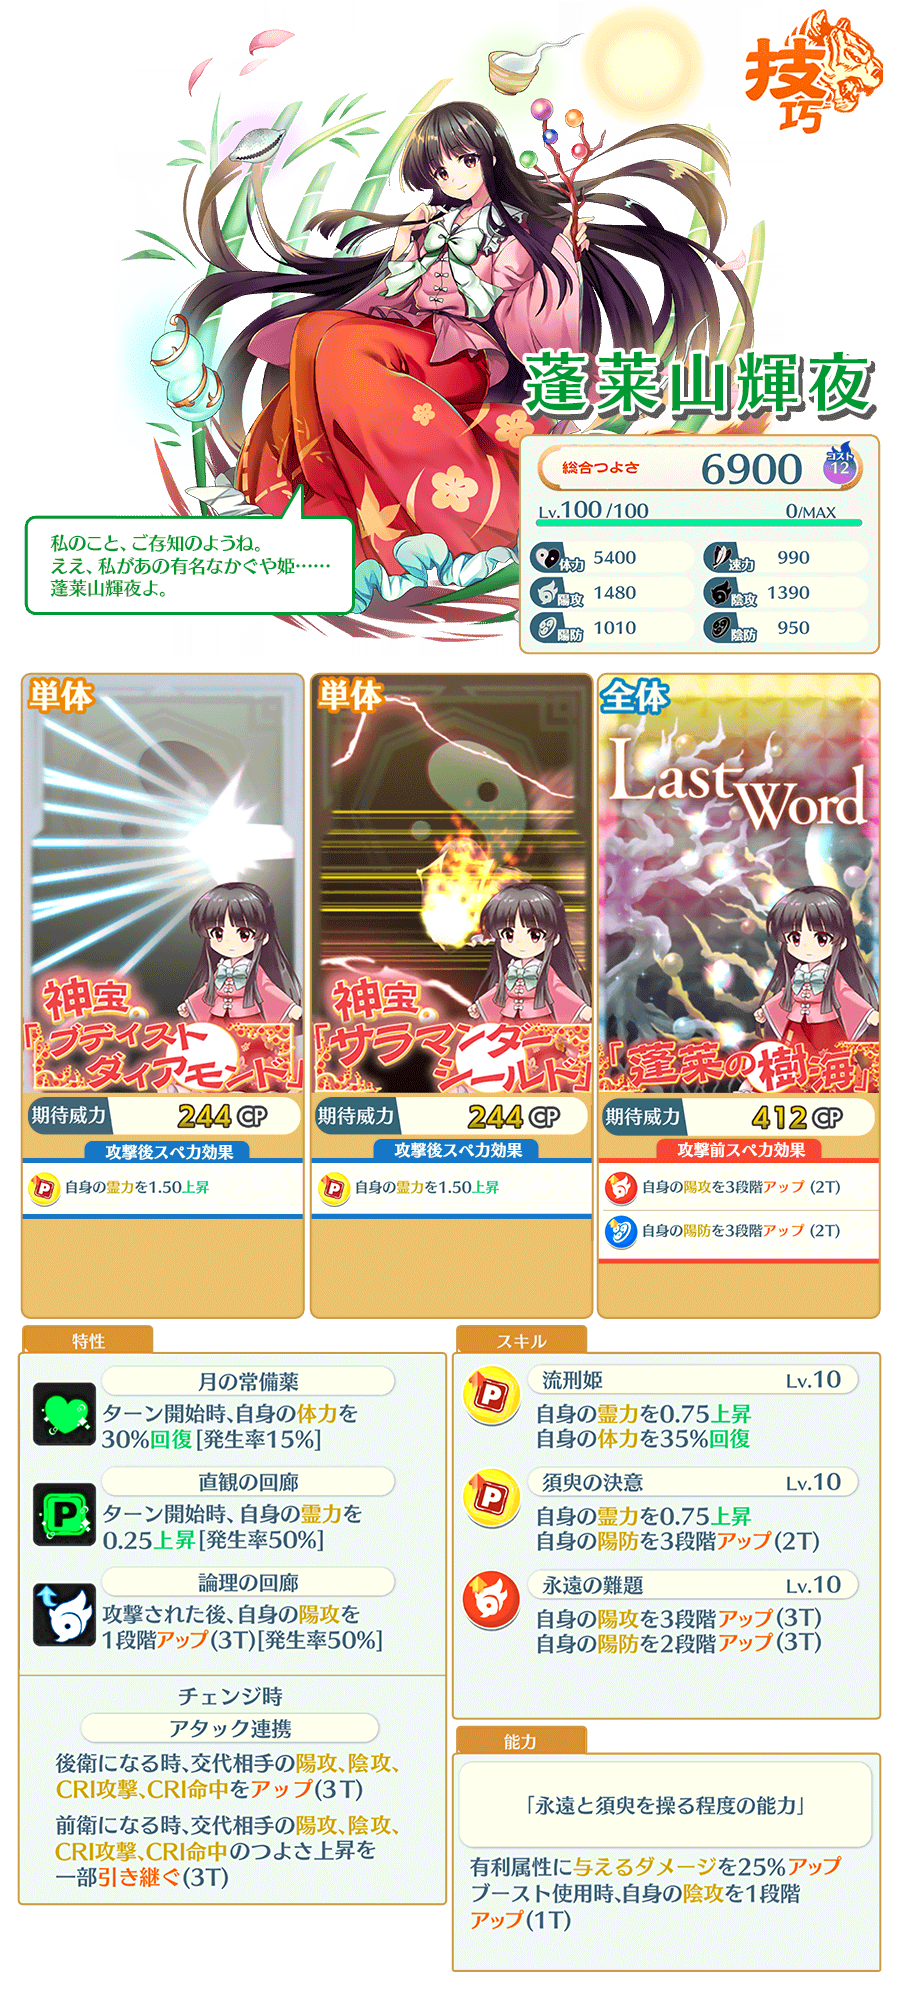 技巧
蓬莱山輝夜
総合つよさ 6900 コスト 12
Lv.100/100 0/MAX
体力 5400 速力 990
陽攻 1480 陰攻 1390
陽防 1010 陰防 950
私のこと、ご存知のようね。
ええ、私があの有名なかぐや姫……
蓬莱山輝夜よ。
単体
神宝
「ブディスト
ダイアモンド」
期待威力 244 CP
攻撃後スペカ効果
P 自身の霊力を1.50上昇
単体
神宝
「サラマンダー
シールド」
期待威力 244 CP
攻撃後スペカ効果
P 自身の霊力を1.50上昇
全体
Last
Word
「蓬莱の樹海」
期待威力 412 CP
攻撃前スペカ効果
自身の陽攻を3段階アップ (2T)
自身の陽防を3段階アップ (2T)
特性
月の常備薬
ターン開始時、自身の体力を
30%回復[発生率15%]
直観の回廊
P ターン開始時、自身の霊力を
0.25上昇[発生率50%]
論理の回廊
攻撃された後、自身の陽攻を
1段階アップ(3T)[発生率50%]
チェンジ時
アタック連携
後衛になる時、交代相手の陽攻、陰攻、
CRI攻撃、CRI命中をアップ(3T)
前衛になる時、交代相手の陽攻、陰攻、
CRI攻撃、CRI命中のつよさ上昇を
一部引き継ぐ(3T)
スキル
P 流刑姫 Lv.10
自身の霊力を0.75上昇
自身の体力を35%回復
P 須臾の決意 Lv.10
自身の霊力を0.75上昇
自身の陽防を3段階アップ(2T)
永遠の難題 Lv.10
自身の陽攻を3段階アップ(3T)
自身の陽防を2段階アップ(3T)
能力
「永遠と須臾を操る程度の能力」
有利属性に与えるダメージを25%アップ
ブースト使用時、自身の陰攻を1段階
アップ(1T)